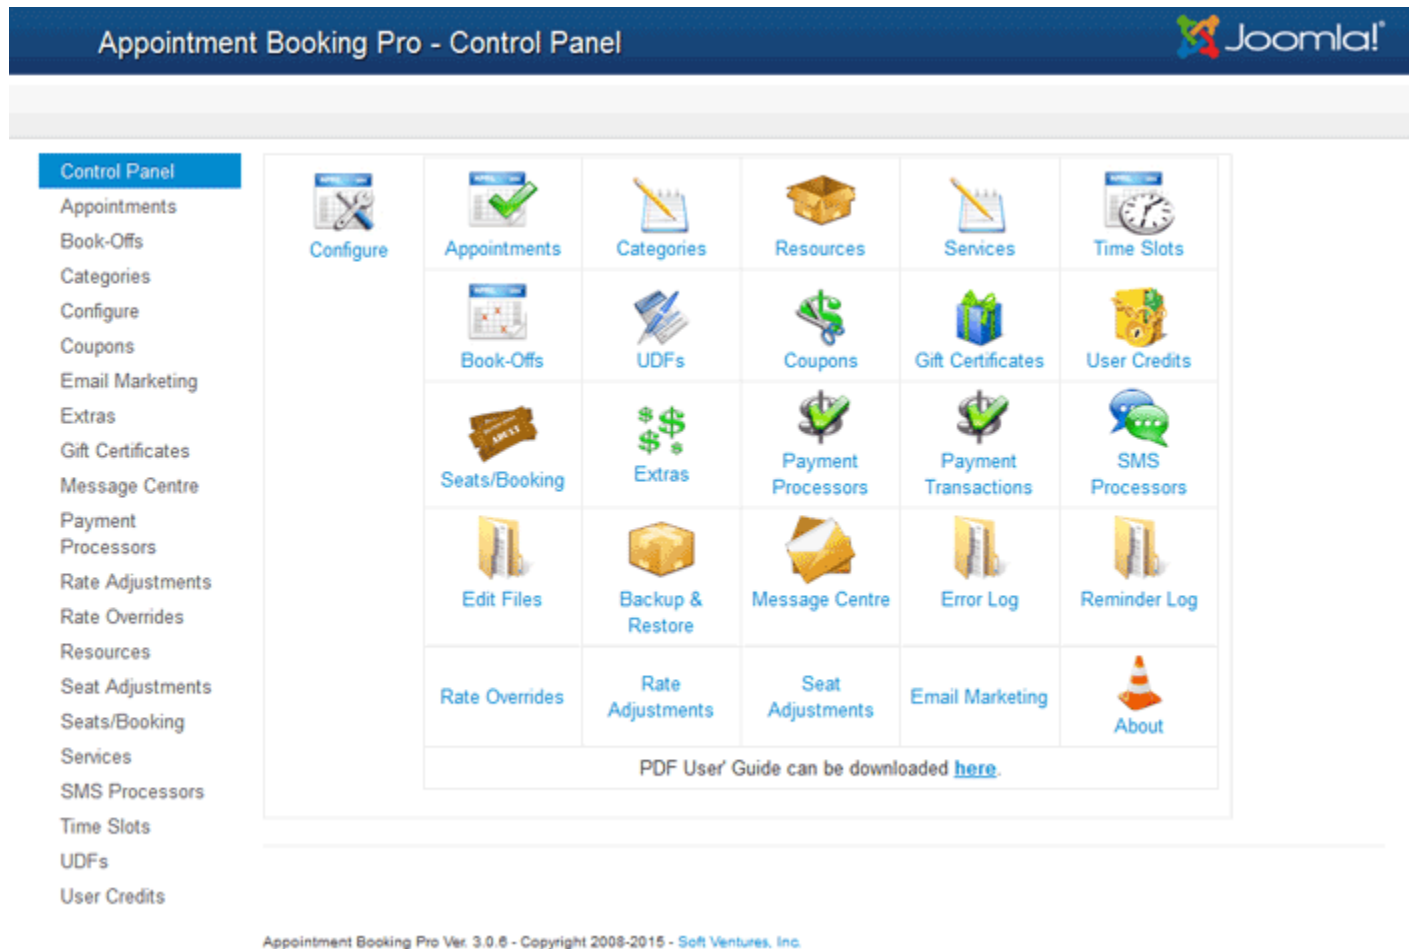 Appointment Booking Pro - Control Panel
Joomla!
Control Panel
Appointments
Book-Offs
Categories
Configure
Coupons
Email Marketing
Extras
Gift Certificates
Message Centre
Payment
Processors
Rate Adjustments
Rate Overrides
Resources
Seat Adjustments
Seats/Booking
Services
SMS Processors
Time Slots
UDFs
User Credits
Configure
Appointments
Categories
Resources
Services
Time Slots
Book-Offs
UDFs
Coupons
Gift Certificates
User Credits
ADULT
Seats/Booking
Extras
Payment
Processors
Payment
Transactions
SMS
Processors
Edit Files
Backup &
Restore
Message Centre
Error Log
Reminder Log
Rate Overrides
Rate
Adjustments
Seat
Adjustments
Email Marketing
About
PDF User' Guide can be downloaded here.
Appointment Booking Pro Ver. 3.0.6 - Copyright 2008-2015 - Soft Ventures, Inc.